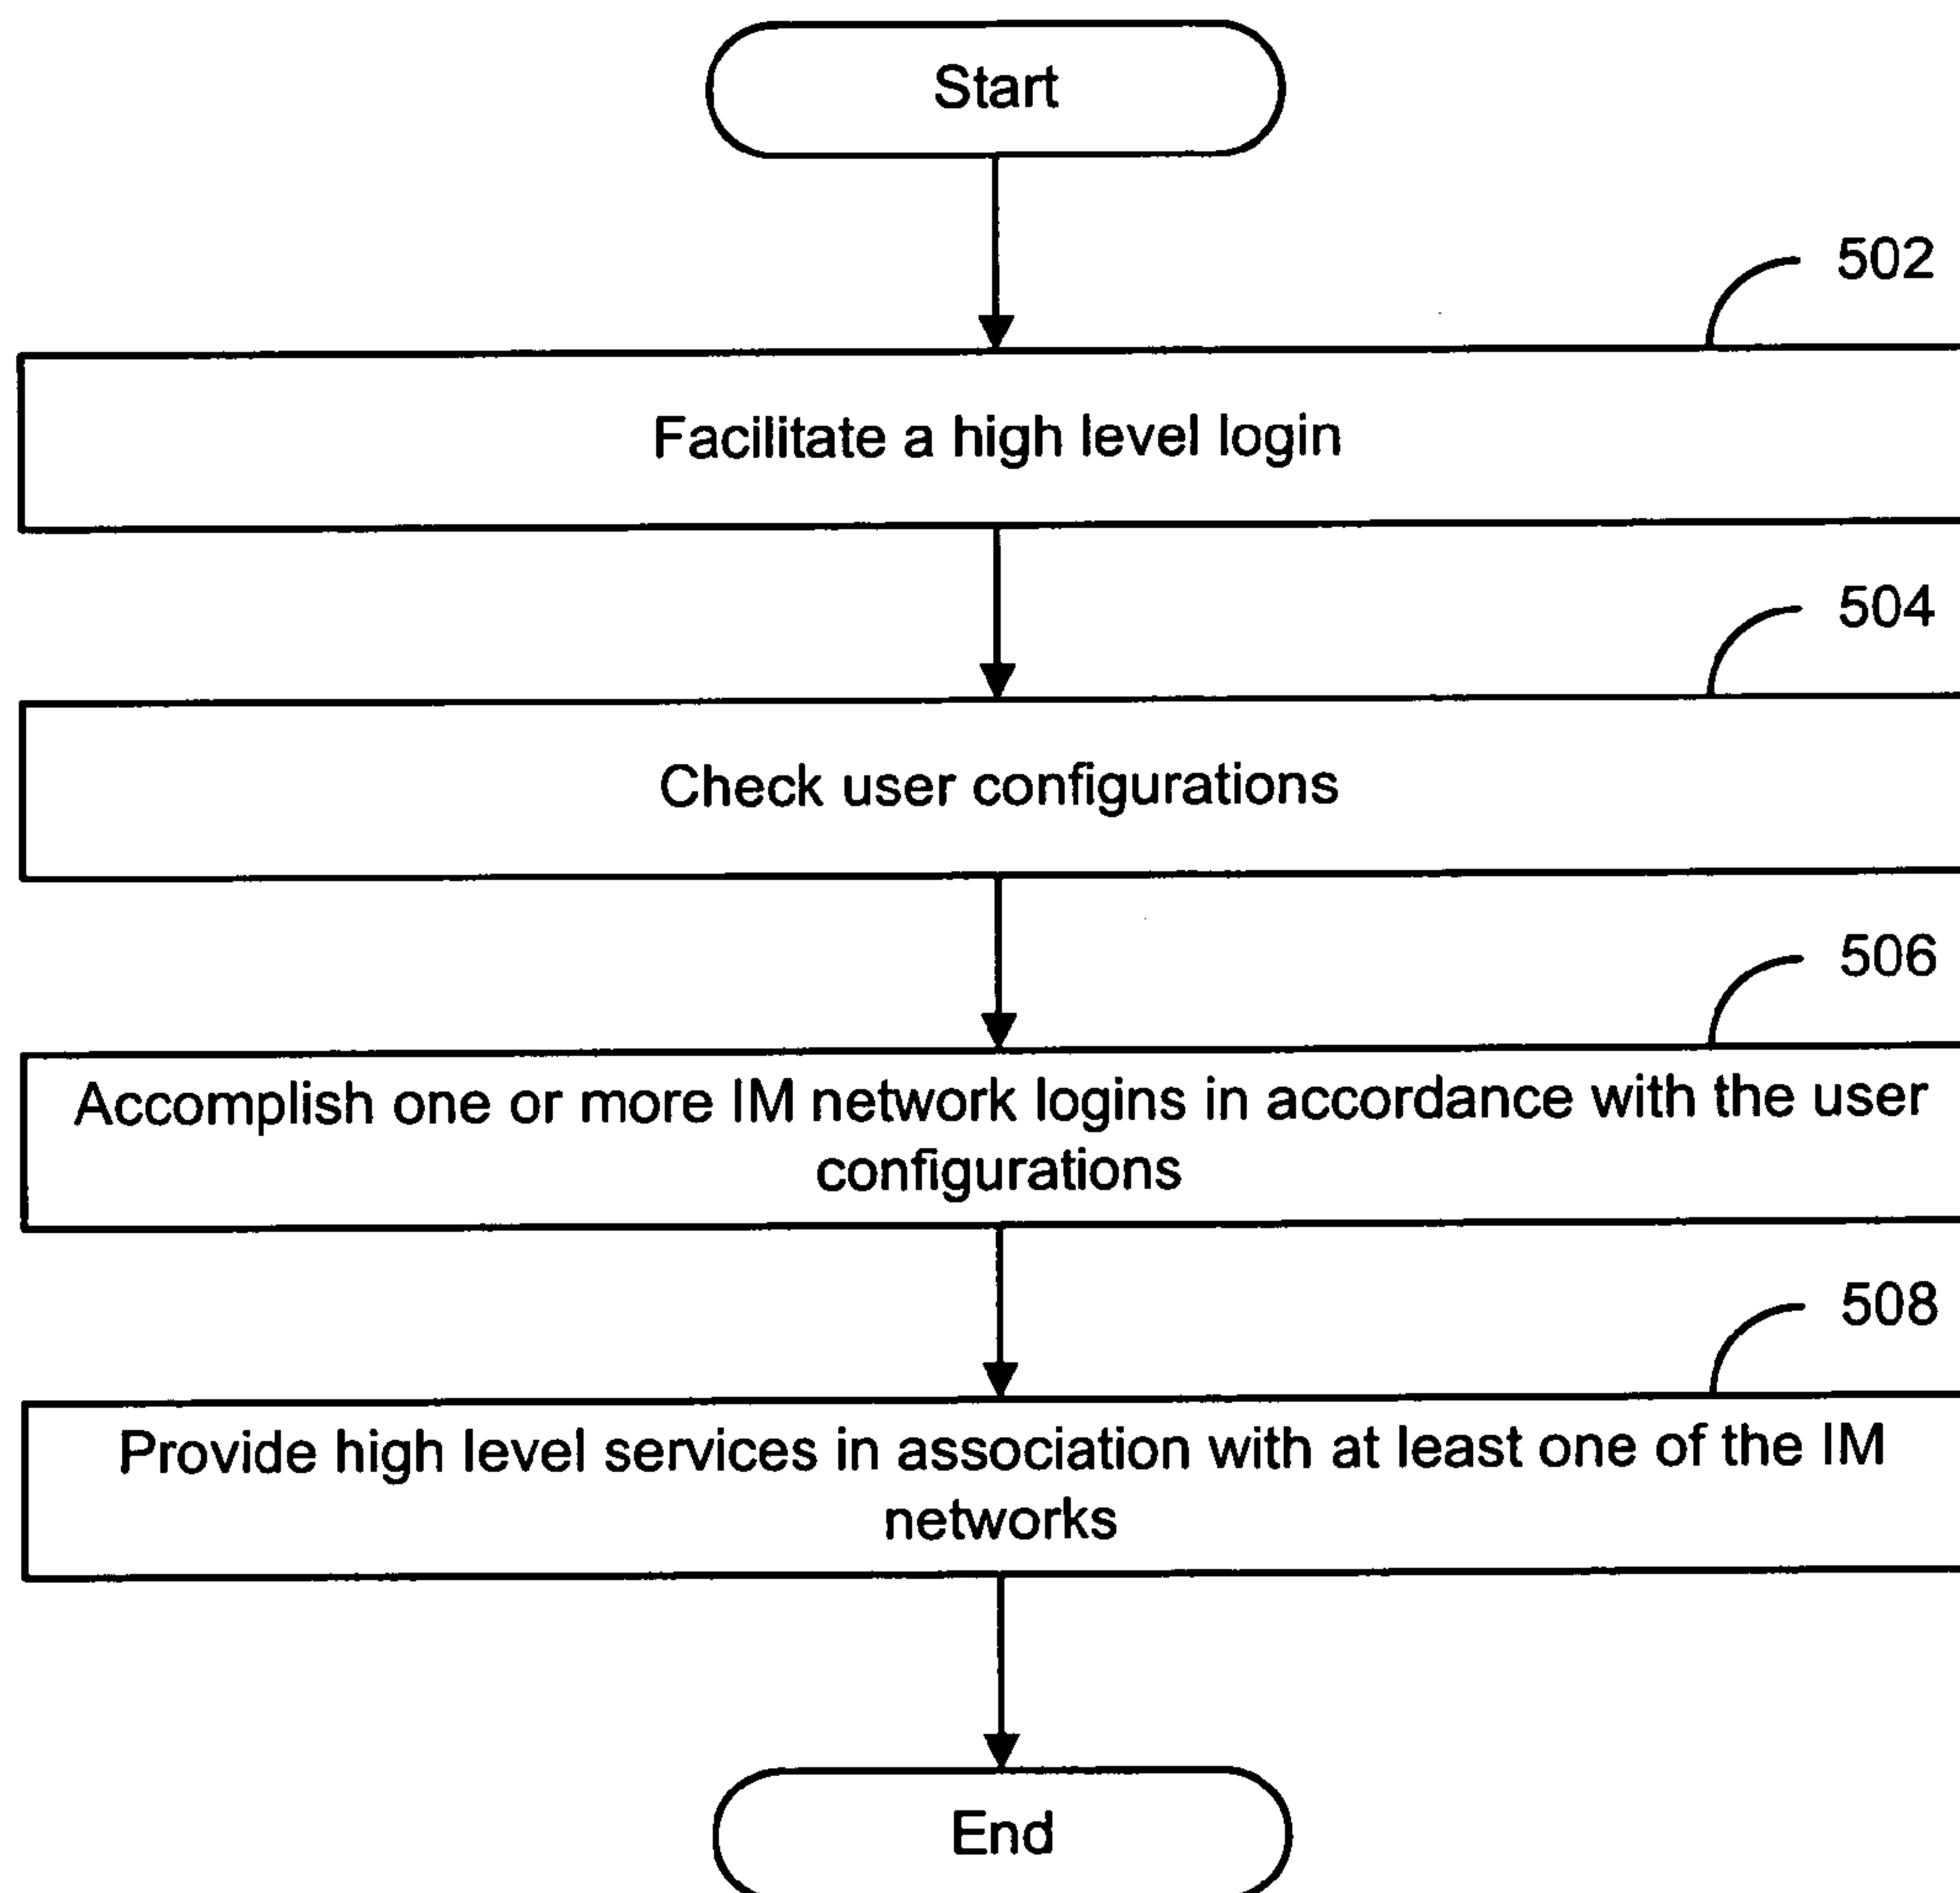 Start
502
Facilitate a high level login
504
Check user configurations
506
Accomplish one or more IM network logins in accordance with the user
configurations
508
Provide high level services in association with at least one of the IM
networks
End